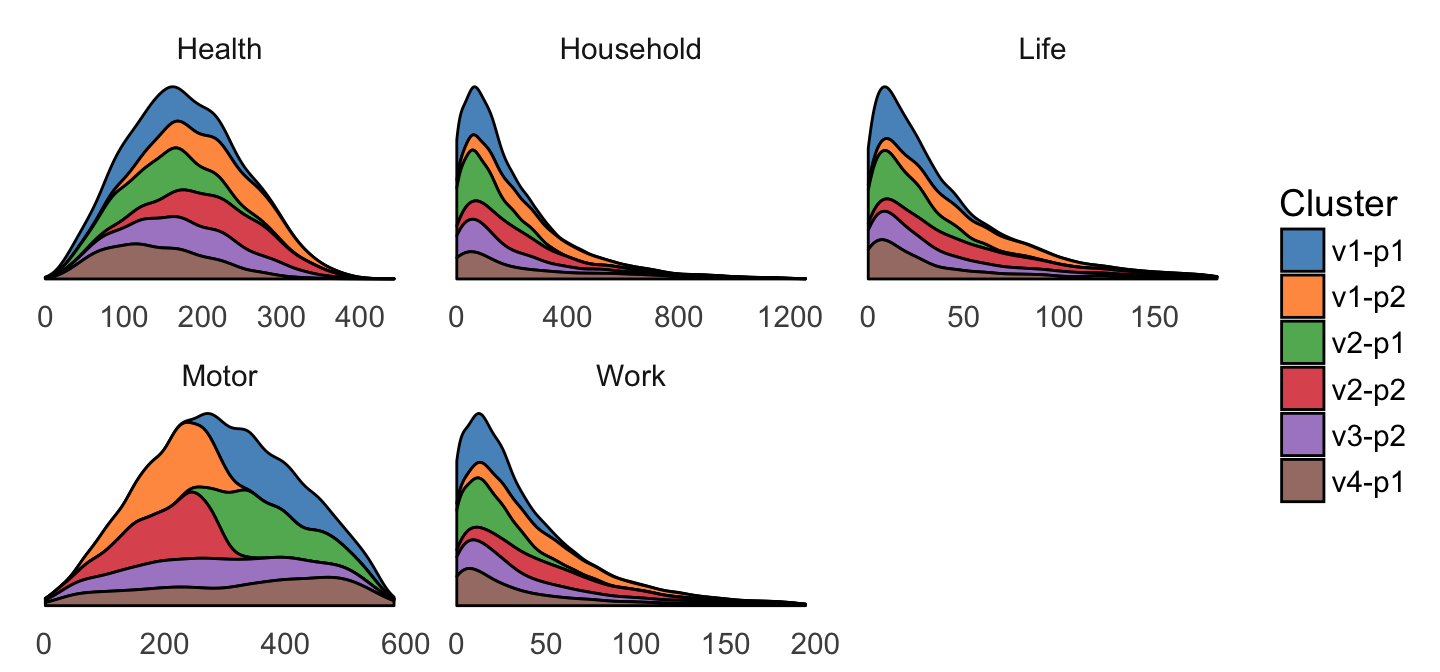 Health
Household
Life
0 100 200 300 400
0 400 800 1200
0 50 100 150
Motor
Work
0 200 400 600
0 50 100 150 200
Cluster
v1-p1
v1-p2
v2-p1
v2-p2
v3-p2
v4-p1